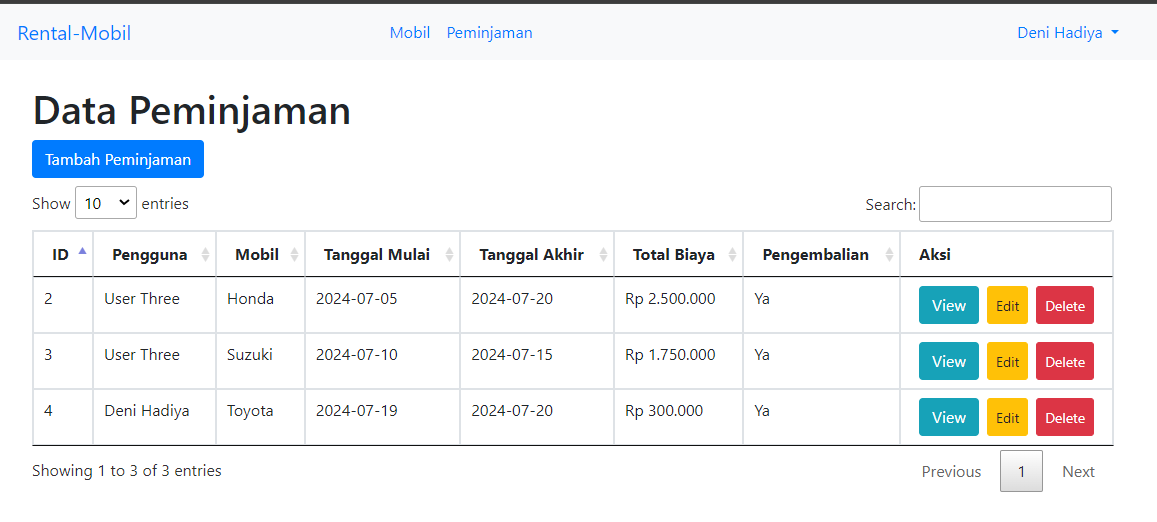 Rental-Mobil Mobil Peminjaman Deni Hadiya
Data Peminjaman
Tambah Peminjaman
Show 10 entries Search:
ID Pengguna Mobil Tanggal Mulai Tanggal Akhir Total Biaya Pengembalian Aksi
2 User Three Honda 2024-07-05 2024-07-20 Rp 2.500.000 Ya View Edit Delete
3 User Three Suzuki 2024-07-10 2024-07-15 Rp 1.750.000 Ya View Edit Delete
4 Deni Hadiya Toyota 2024-07-19 2024-07-20 Rp 300.000 Ya View Edit Delete
Showing 1 to 3 of 3 entries Previous 1 Next